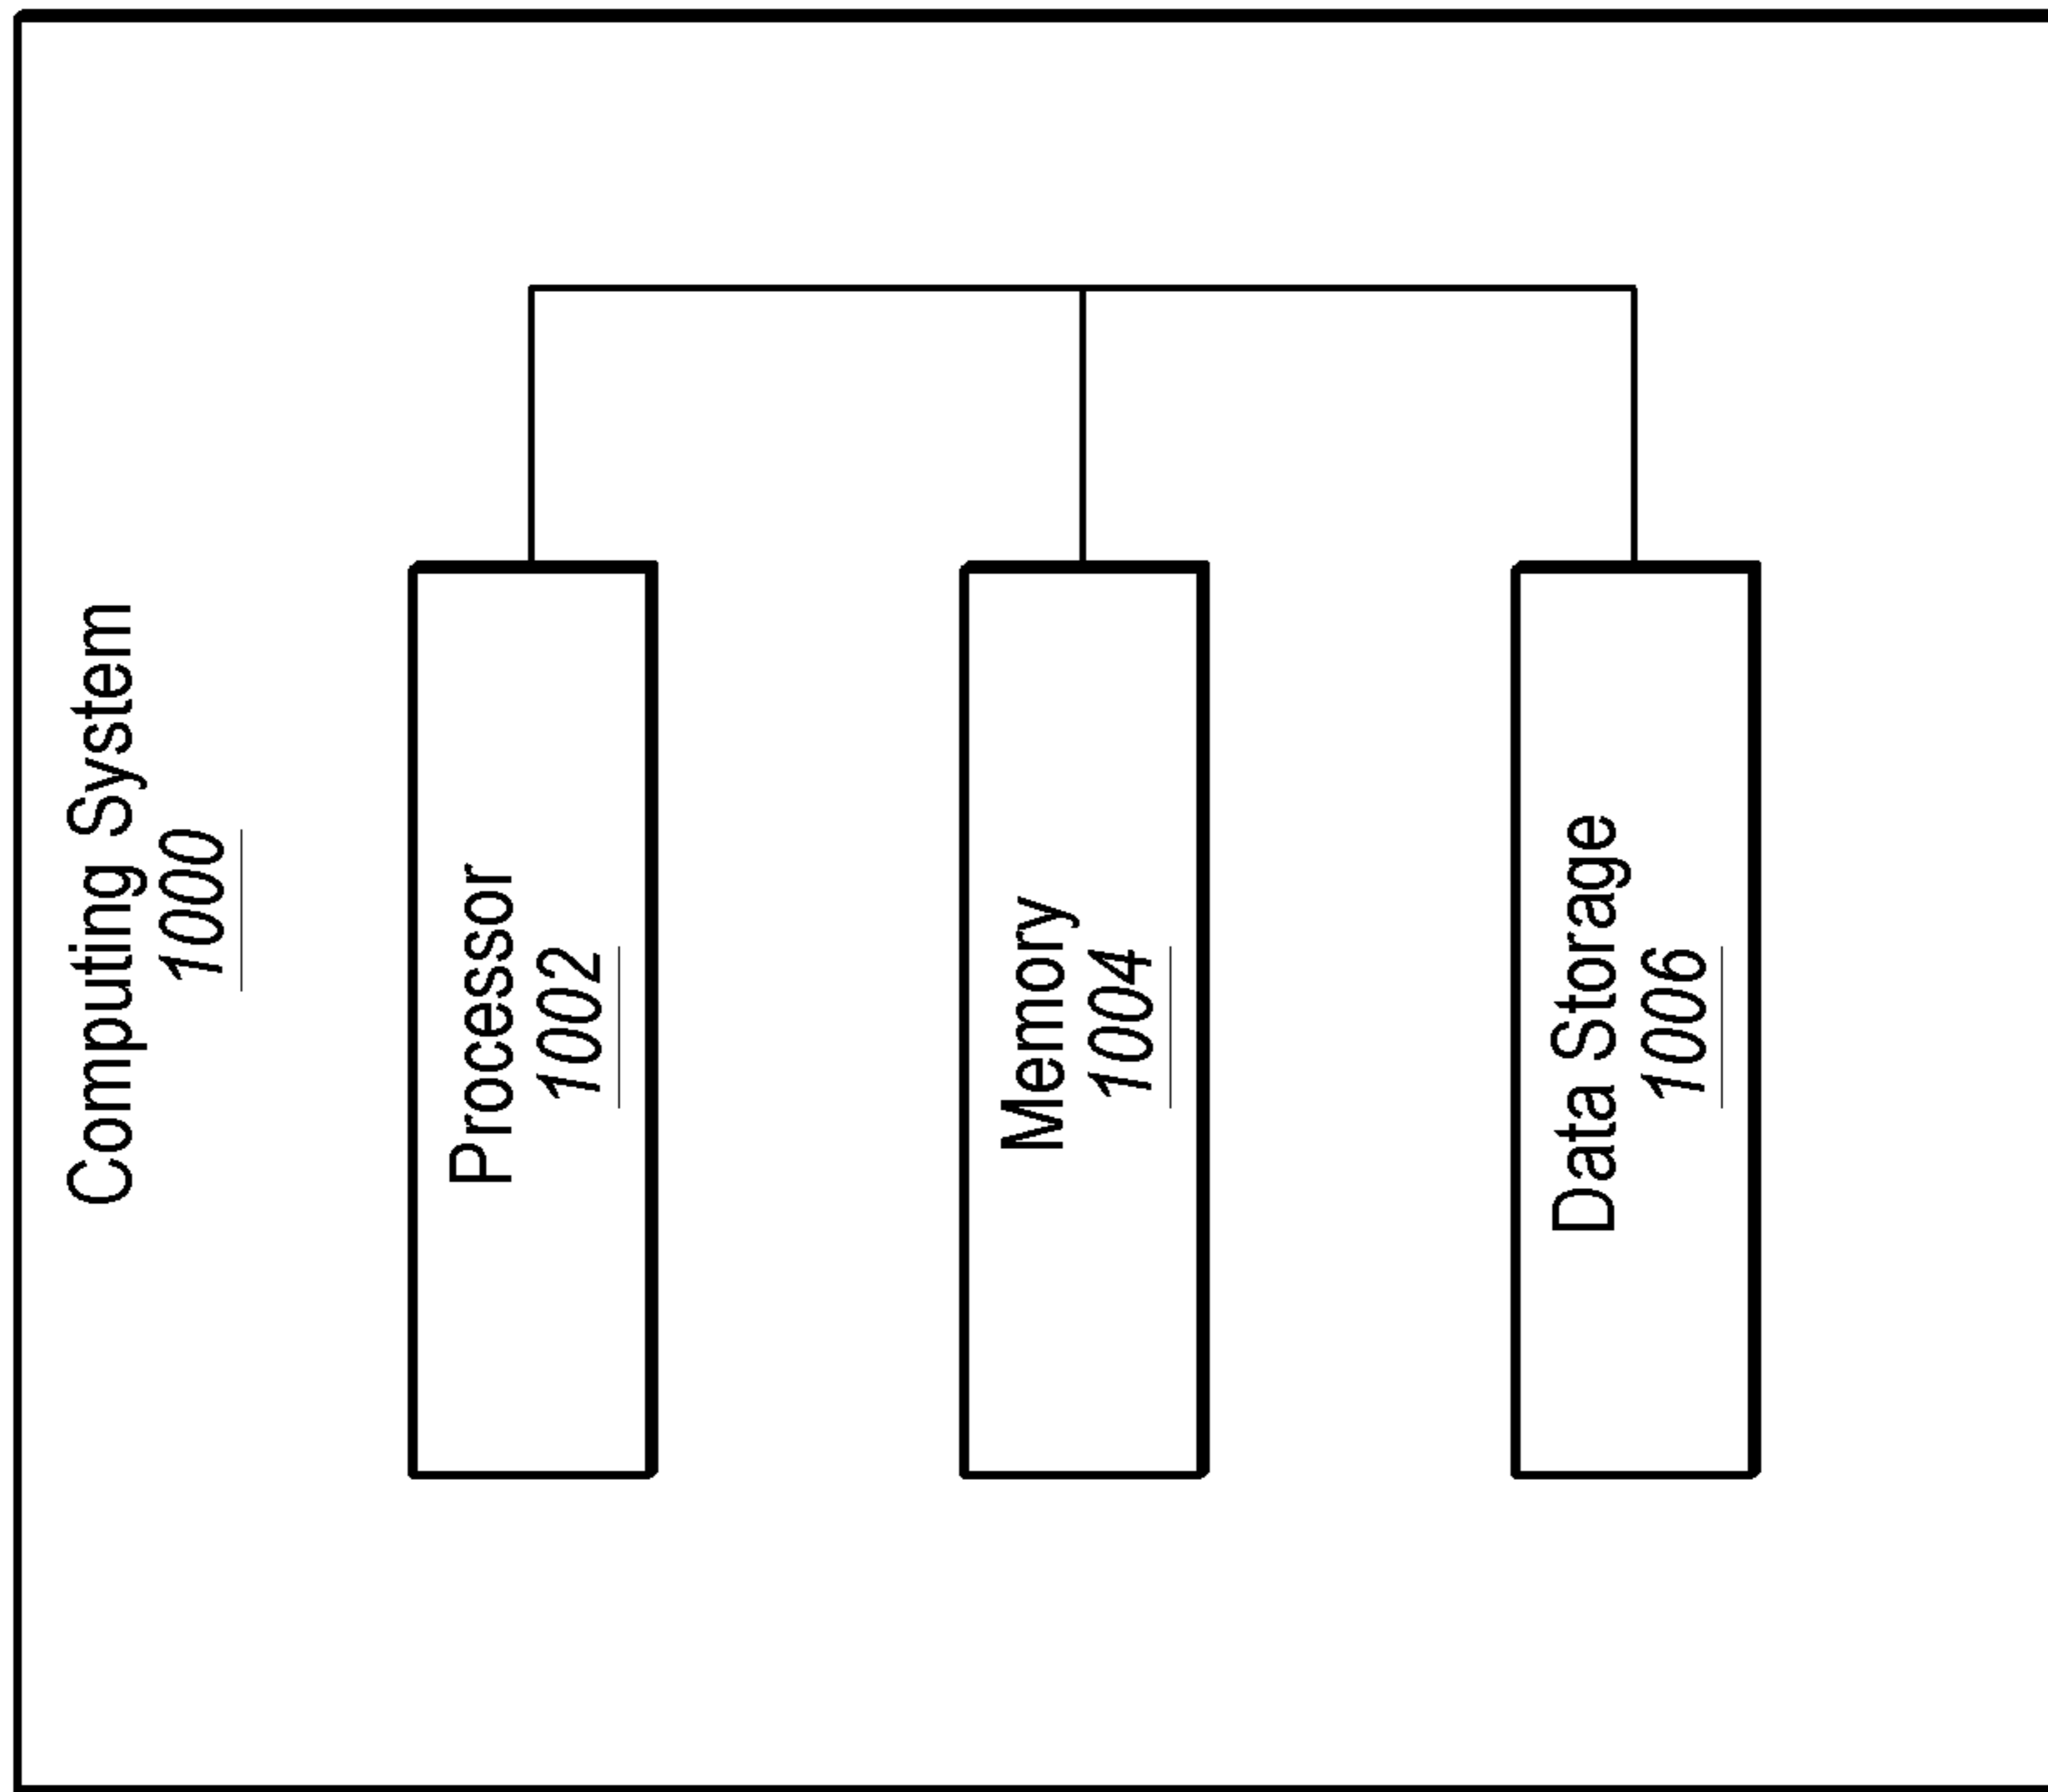 Computing System
1000
Processor
1002
Memory
1004
Data Storage
1006